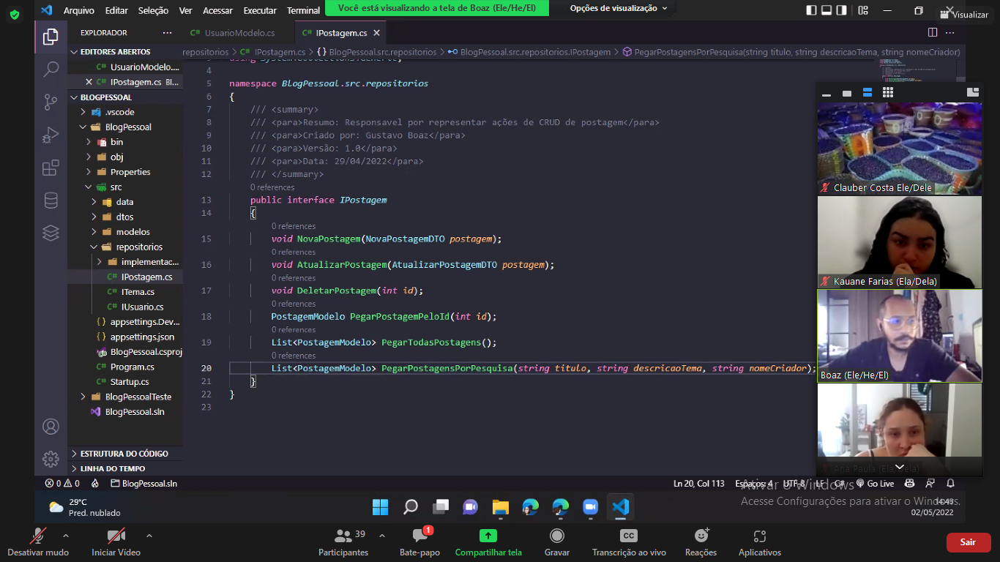 Arquivo Editar Seleção Ver Acessar Executar Terminal
Você está visualizando a tela de Boaz (Ele/He/El)
Opções de visualização
Visualizar
EXPLORADOR
UsuarioModelo.cs
IPostagem.cs
EDITORES ABERTOS
UsuarioModelo....
IPostagem.cs Bl...
BLOGPESSOAL
.vscode
BlogPessoal
bin
obj
Properties
src
data
dtos
modelos
repositorios
implementac...
IPostagem.cs
ITema.cs
IUsuario.cs
appsettings.Dev...
appsettings.json
BlogPessoal.csproj
Program.cs
Startup.cs
BlogPessoalTeste
BlogPessoal.sln
ESTRUTURA DO CÓDIGO
LINHA DO TEMPO
repositorios > IPostagem.cs > {} BlogPessoal.src.repositorios > BlogPessoal.src.repositorios.IPostagem > PegarPostagensPorPesquisa(string titulo, string descricaoTema, string nomeCriador)
4
5 namespace BlogPessoal.src.repositorios
6 {
7 /// <summary>
8 /// <para>Resumo: Responsavel por representar ações de CRUD de postagem</para>
9 /// <para>Criado por: Gustavo Boaz</para>
10 /// <para>Versão: 1.0</para>
11 /// <para>Data: 29/04/2022</para>
12 /// </summary>
0 references
13 public interface IPostagem
14 {
0 references
15 void NovaPostagem(NovaPostagemDTO postagem);
0 references
16 void AtualizarPostagem(AtualizarPostagemDTO postagem);
0 references
17 void DeletarPostagem(int id);
0 references
18 PostagemModelo PegarPostagemPeloId(int id);
0 references
19 List<PostagemModelo> PegarTodasPostagens();
0 references
20 List<PostagemModelo> PegarPostagensPorPesquisa(string titulo, string descricaoTema, string nomeCriador);
21 }
22 }
23
Clauber Costa Ele/Dele
Kauane Farias (Ela/Dela)
Boaz (Ele/He/El)
Ana Paula (Ela/Dela)
0 0 BlogPessoal.sln
Ln 20, Col 113 Espaços: 4 UTF-8 LF C# Go Live
Ativar o Windows
Acesse Configurações para ativar o Windows.
29°C
Pred. nublado
14:43
02/05/2022
Desativar mudo
Iniciar Vídeo
39
Participantes
1
Bate-papo
Compartilhar tela
Gravar
CC
Transcrição ao vivo
Reações
Aplicativos
Sair